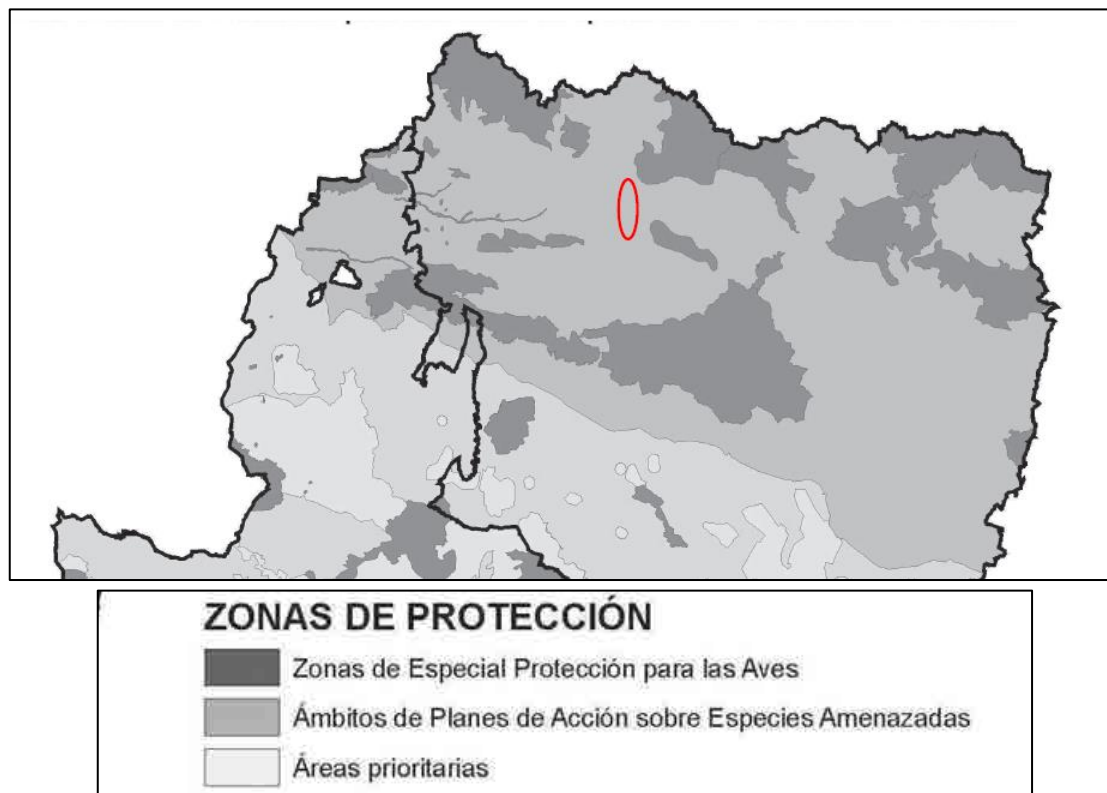 ZONAS DE PROTECCIÓN
Zonas de Especial Protección para las Aves
Ámbitos de Planes de Acción sobre Especies Amenazadas
Áreas prioritarias